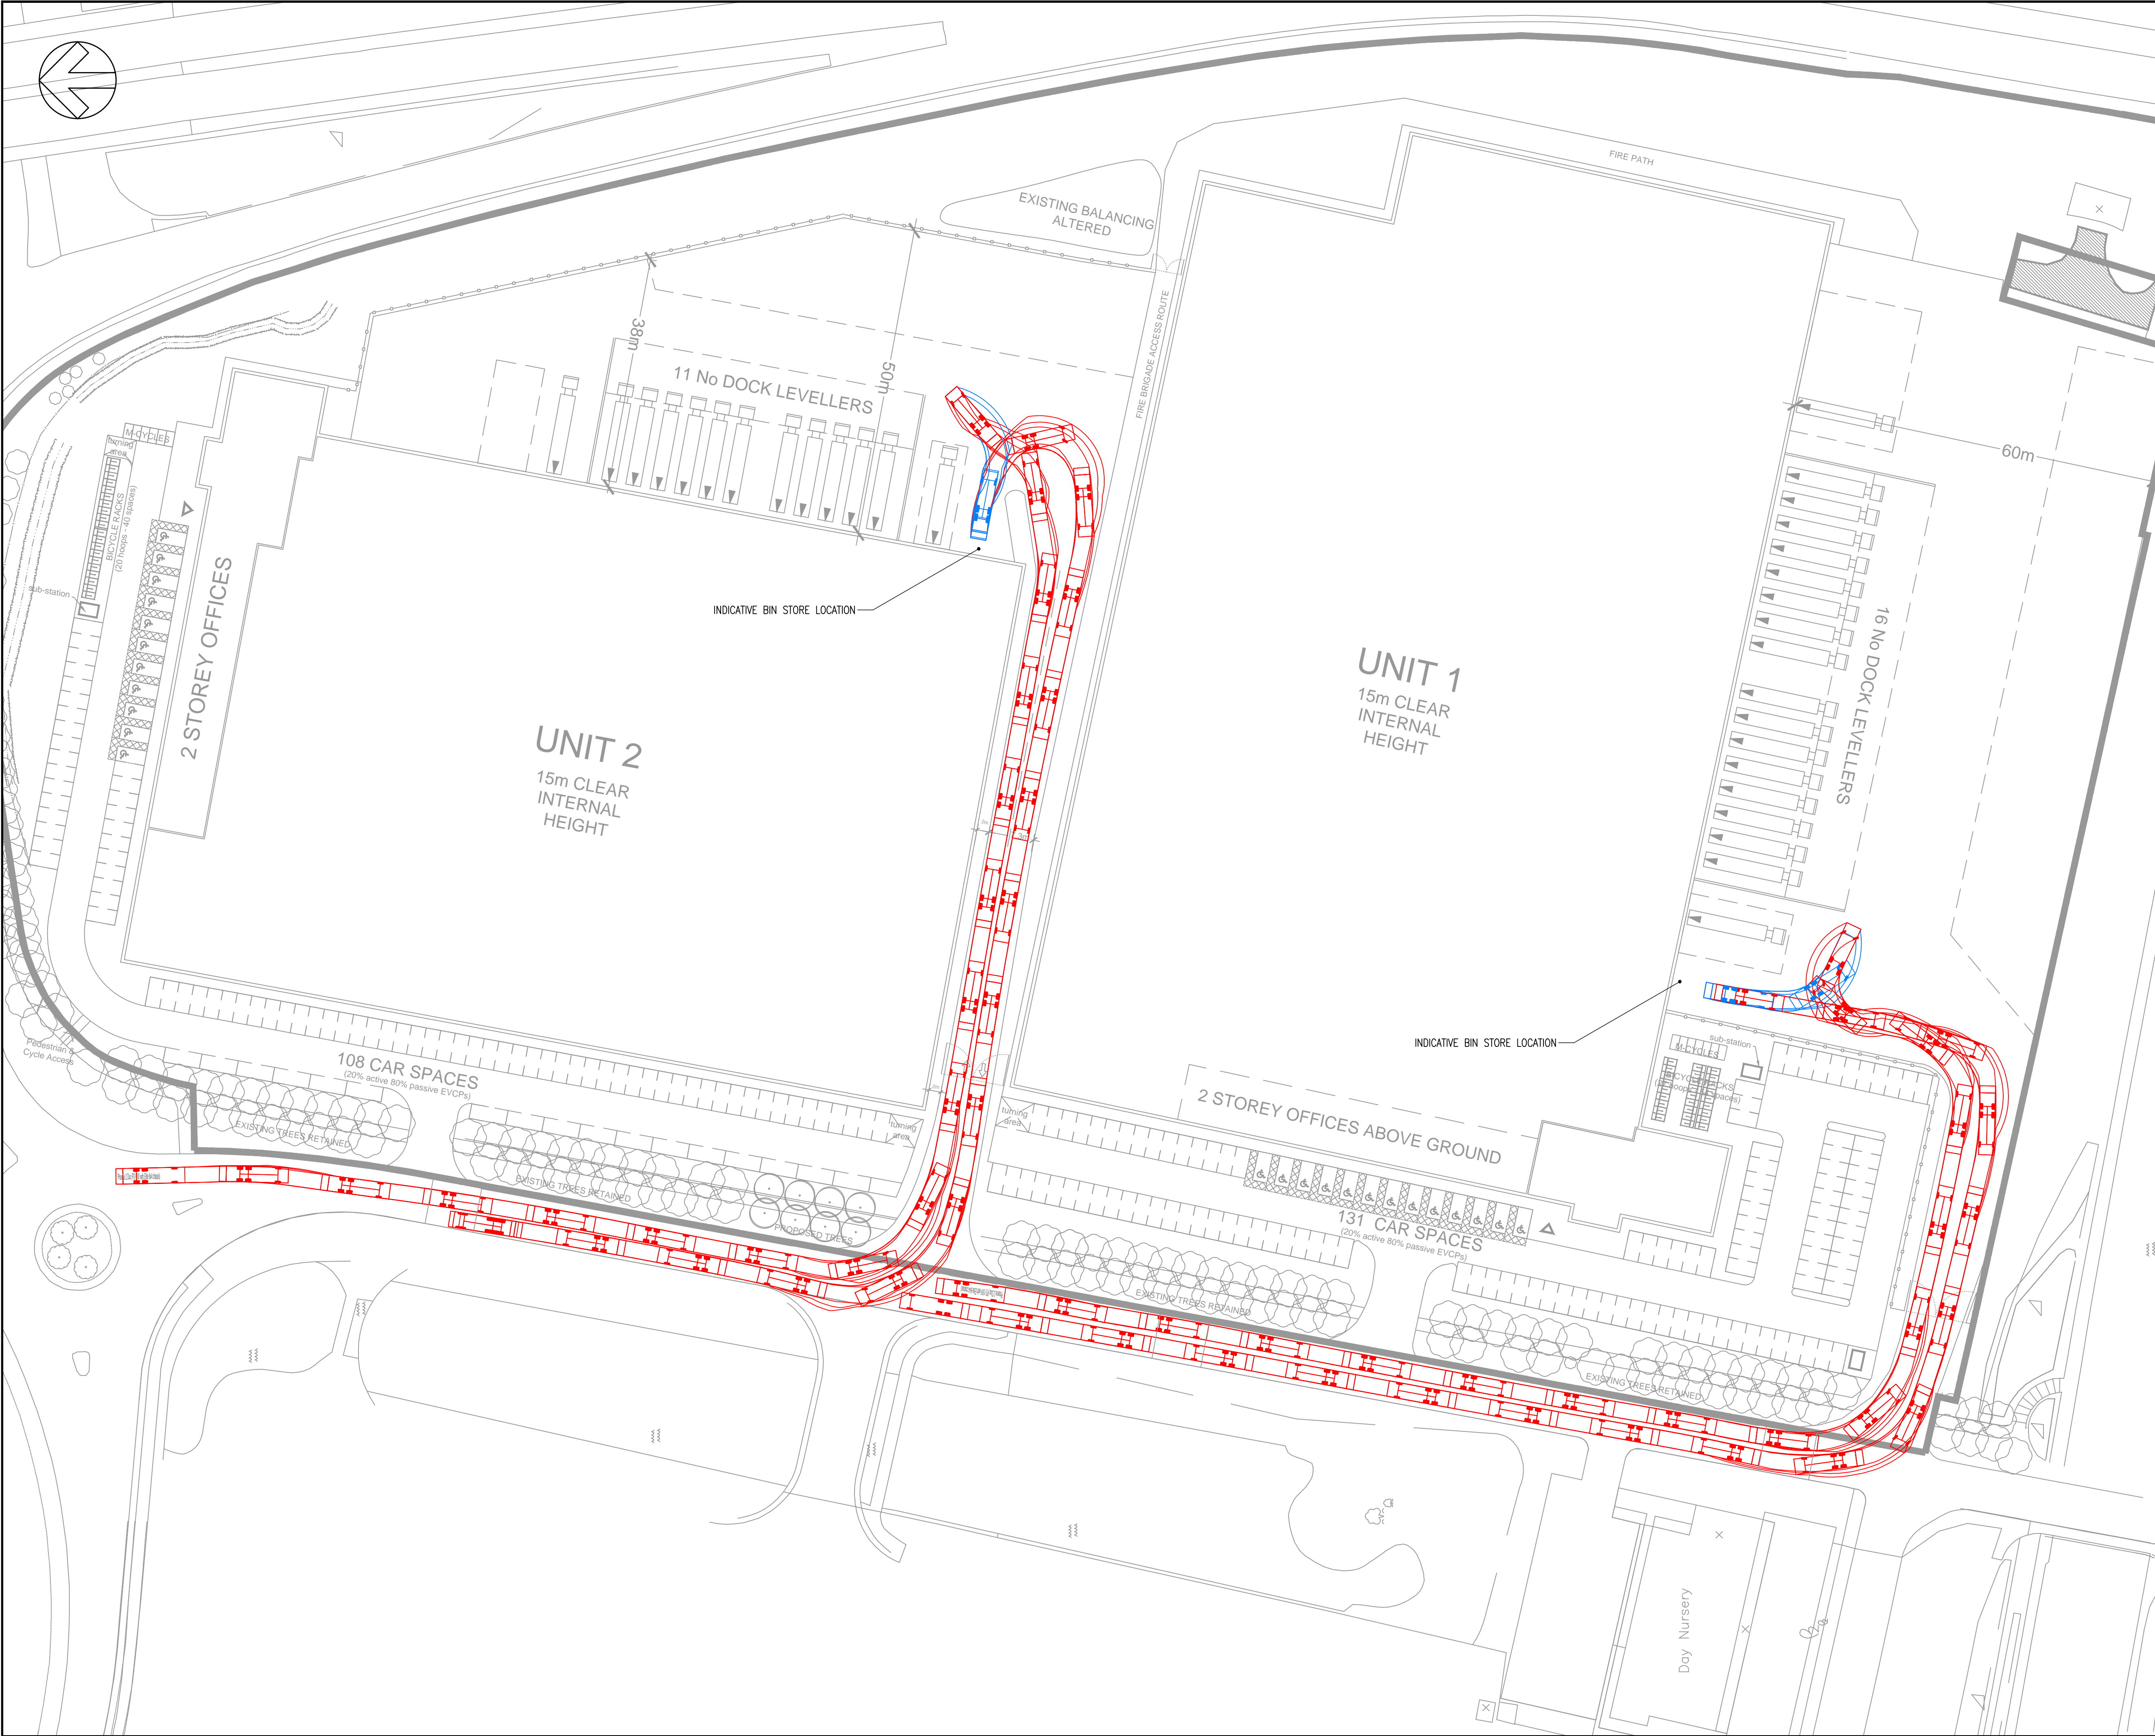 FIRE PATH
EXISTING BALANCING
ALTERED
FIRE BRIGADE ACCESS ROUTE
38m
50m
11 No DOCK LEVELLERS
60m
16 No DOCK LEVELLERS
M-CYCLES
turning
area
BICYCLE RACKS
(20 hoops - 40 spaces)
sub-station
2 STOREY OFFICES
INDICATIVE BIN STORE LOCATION
UNIT 2
15m CLEAR
INTERNAL
HEIGHT
UNIT 1
15m CLEAR
INTERNAL
HEIGHT
3m
INDICATIVE BIN STORE LOCATION
sub-station
M-CYCLES
Pedestrian &
Cycle Access
108 CAR SPACES
(20% active 80% passive EVCPs)
EXISTING TREES RETAINED
EXISTING TREES RETAINED
PROPOSED TREES
turning
area
turning
area
2 STOREY OFFICES ABOVE GROUND
131 CAR SPACES
(20% active 80% passive EVCPs)
EXISTING TREES RETAINED
EXISTING TREES RETAINED
Day Nursery